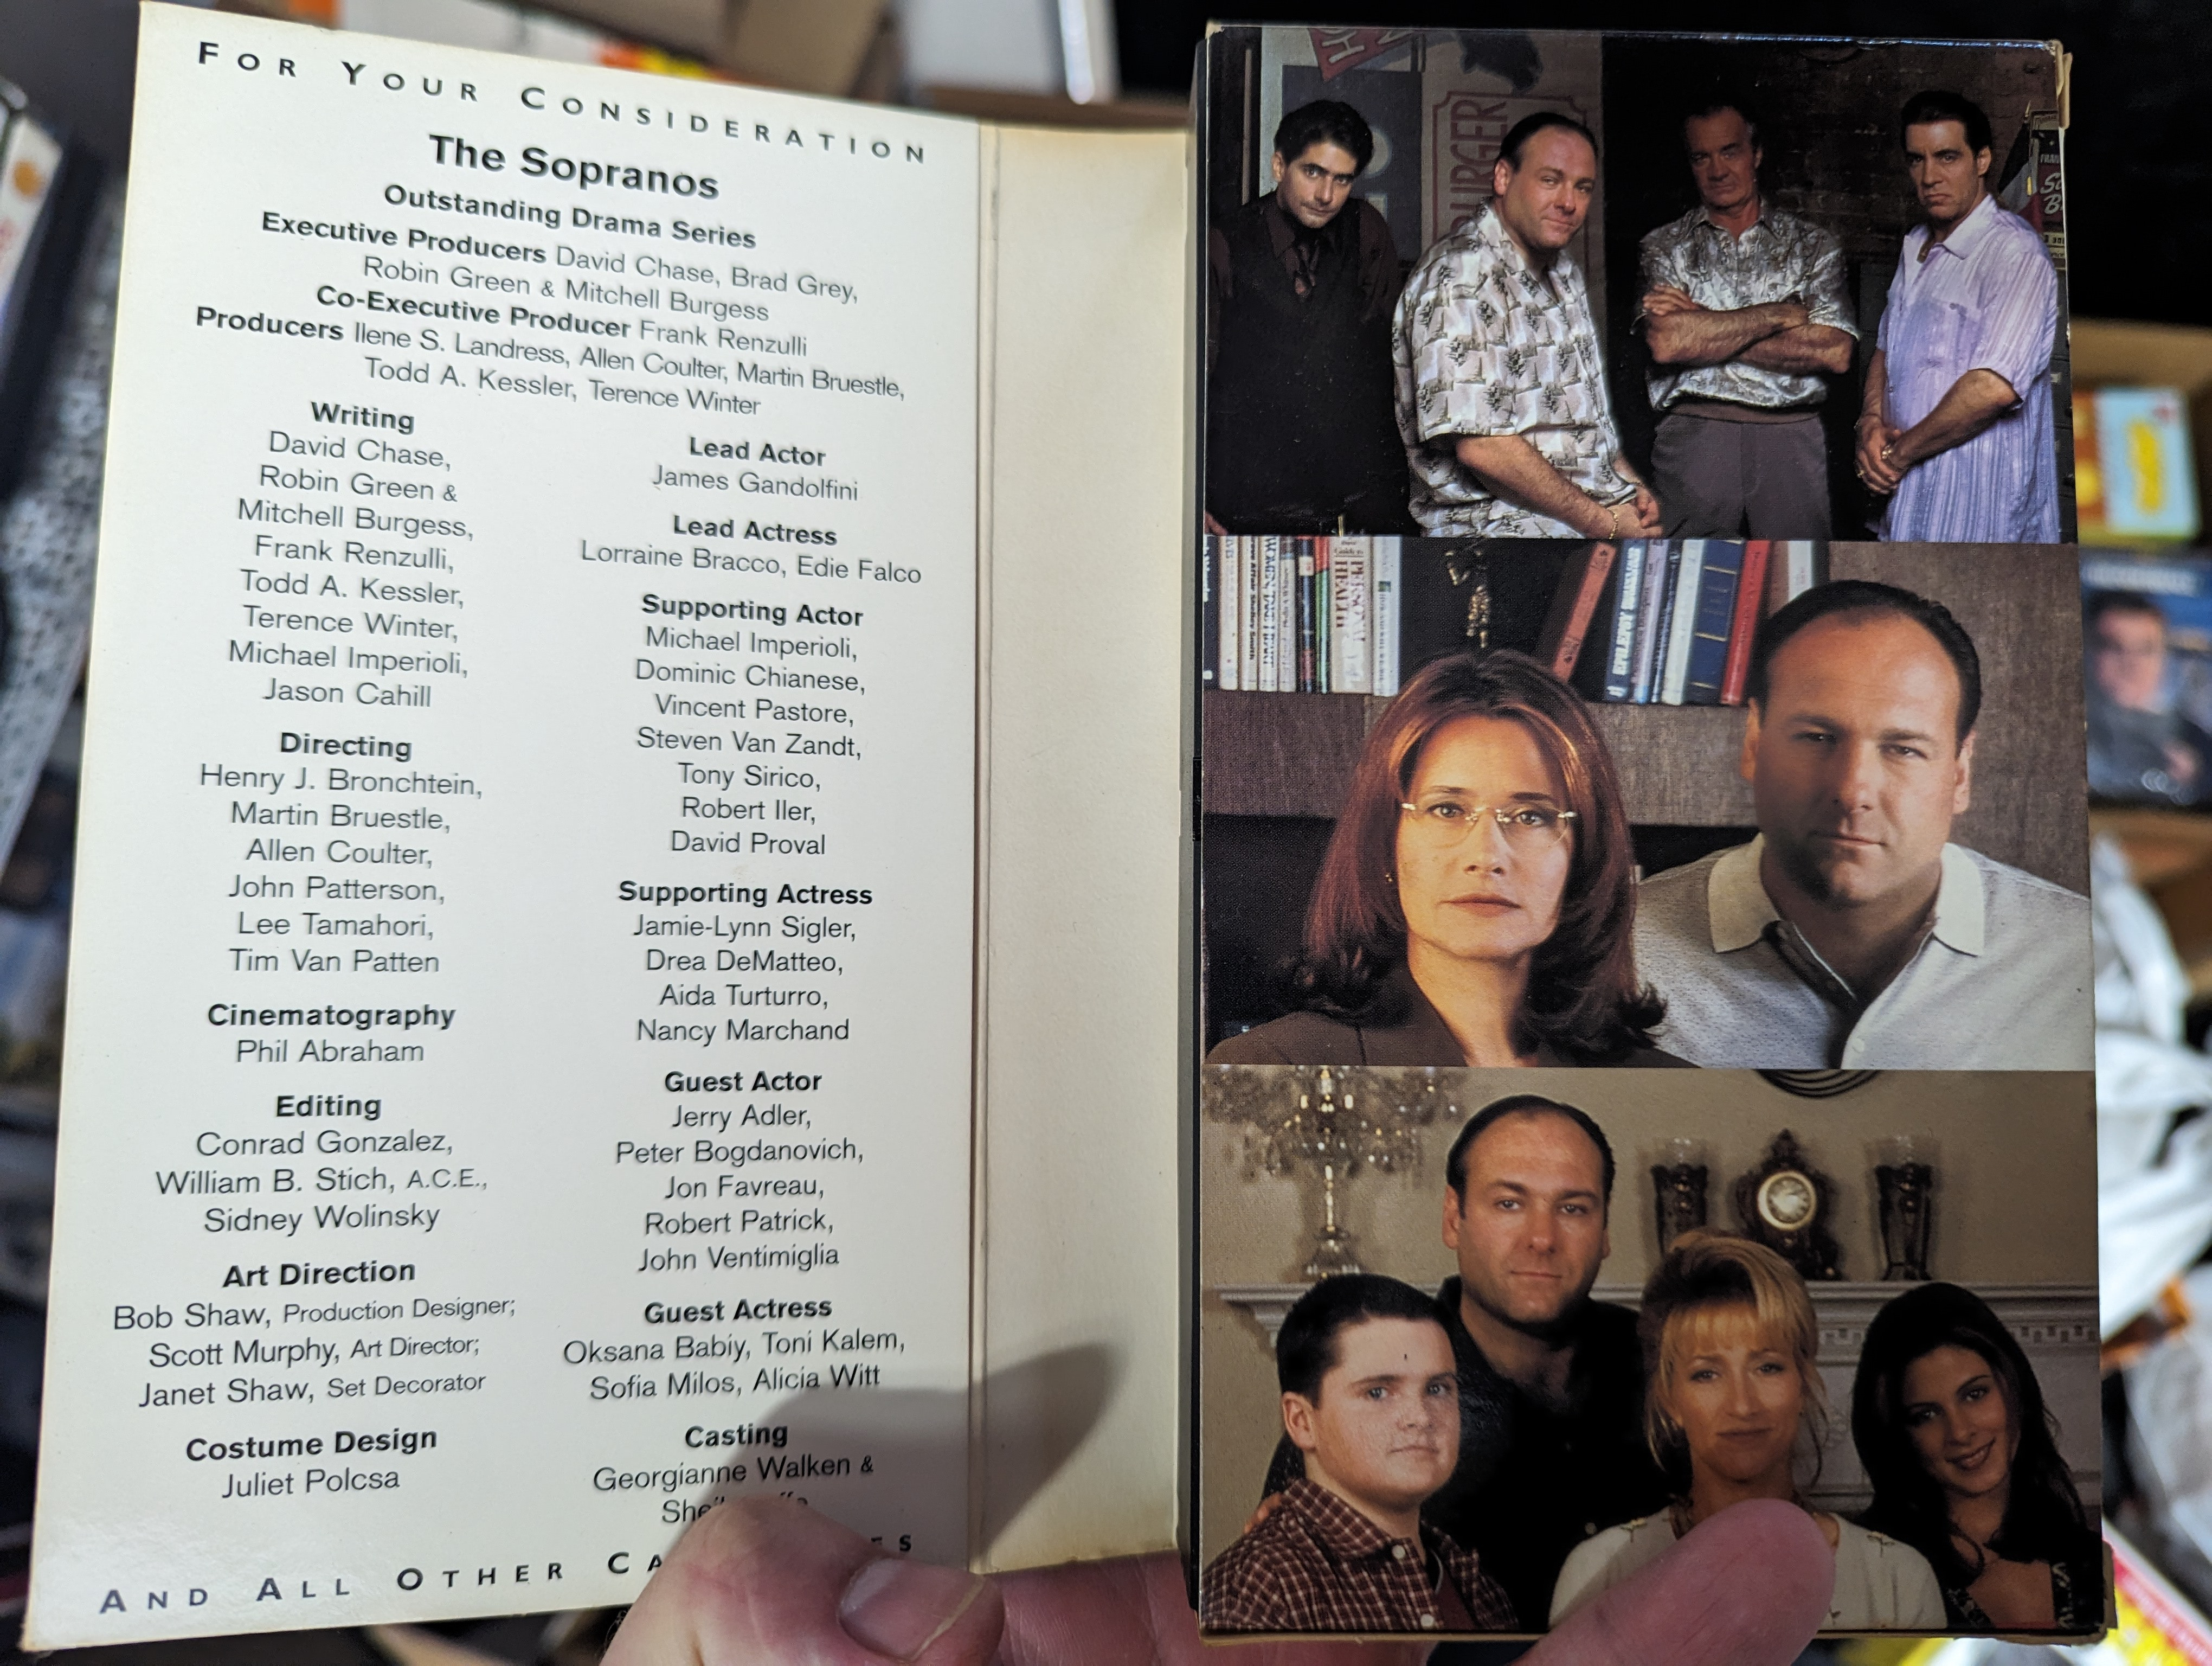 FOR YOUR CONSIDERATION
The Sopranos
Outstanding Drama Series
Executive Producers David Chase, Brad Grey,
Robin Green & Mitchell Burgess
Co-Executive Producer Frank Renzulli
Producers Ilene S. Landress, Allen Coulter, Martin Bruestle,
Todd A. Kessler, Terence Winter
Writing
David Chase,
Robin Green &
Mitchell Burgess,
Frank Renzulli,
Todd A. Kessler,
Terence Winter,
Michael Imperioli,
Jason Cahill
Directing
Henry J. Bronchtein,
Martin Bruestle,
Allen Coulter,
John Patterson,
Lee Tamahori,
Tim Van Patten
Cinematography
Phil Abraham
Editing
Conrad Gonzalez,
William B. Stich, A.C.E.,
Sidney Wolinsky
Art Direction
Bob Shaw, Production Designer;
Scott Murphy, Art Director;
Janet Shaw, Set Decorator
Costume Design
Juliet Polcsa
Lead Actor
James Gandolfini
Lead Actress
Lorraine Bracco, Edie Falco
Supporting Actor
Michael Imperioli,
Dominic Chianese,
Vincent Pastore,
Steven Van Zandt,
Tony Sirico,
Robert Iler,
David Proval
Supporting Actress
Jamie-Lynn Sigler,
Drea DeMatteo,
Aida Turturro,
Nancy Marchand
Guest Actor
Jerry Adler,
Peter Bogdanovich,
Jon Favreau,
Robert Patrick,
John Ventimiglia
Guest Actress
Oksana Babiy, Toni Kalem,
Sofia Milos, Alicia Witt
Casting
Georgianne Walken &
AND ALL OTHER
BURGER
PERSONAL HEALTH